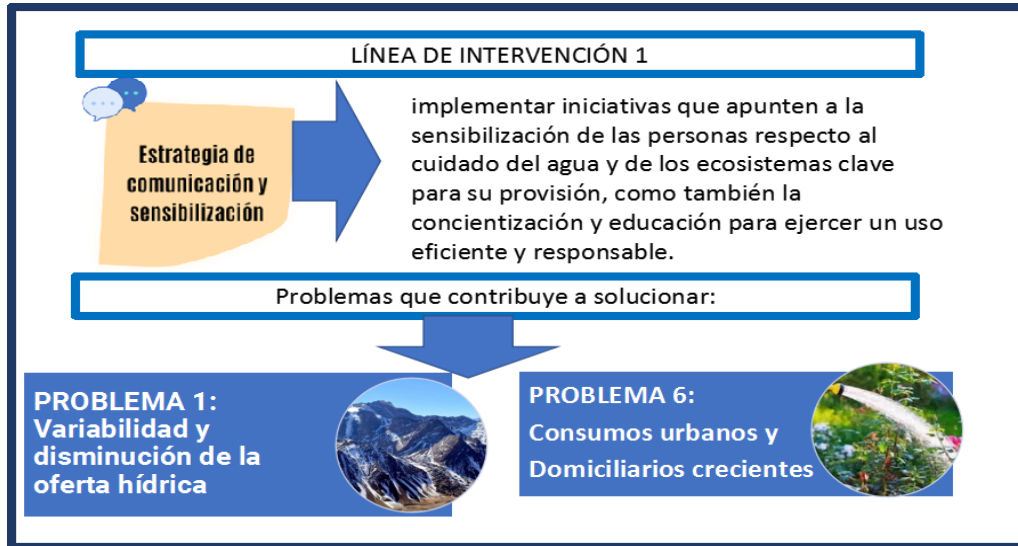 LÍNEA DE INTERVENCIÓN 1
Estrategia de
comunicación y
sensibilización
implementar iniciativas que apunten a la
sensibilización de las personas respecto al
cuidado del agua y de los ecosistemas clave
para su provisión, como también la
concientización y educación para ejercer un uso
eficiente y responsable.
Problemas que contribuye a solucionar:
PROBLEMA 1:
Variabilidad y
disminución de la
oferta hídrica
PROBLEMA 6:
Consumos urbanos y
Domiciliarios crecientes